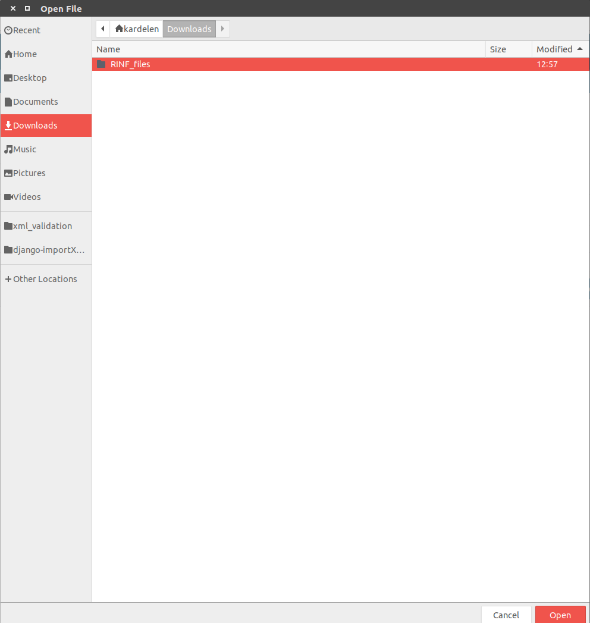 Open File
Recent
Home
Desktop
Documents
Downloads
Music
Pictures
Videos
xml_validation
django-importX...
Other Locations
kardelen Downloads
Name Size Modified
RINF_files 12:57
Cancel Open